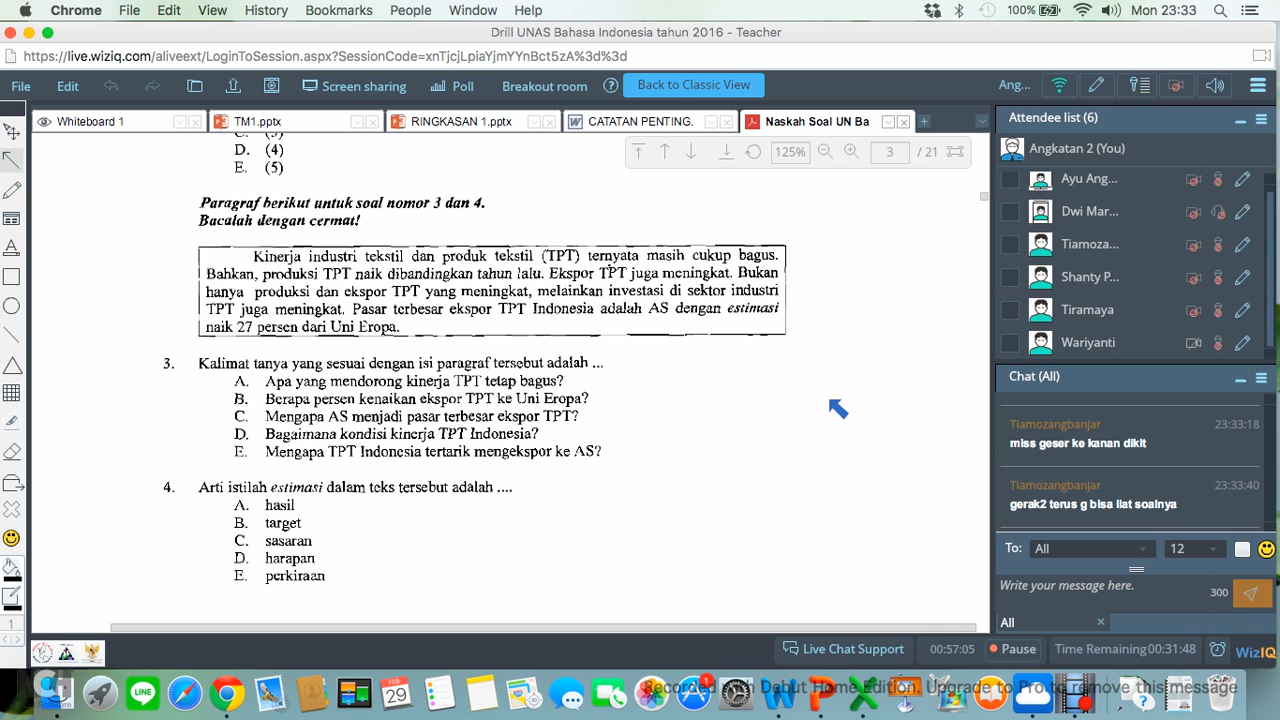 Chrome File Edit View History Bookmarks People Window Help 100% Mon 23:33
Drill UNAS Bahasa Indonesia tahun 2016 - Teacher
https://live.wiziq.com/aliveext/LoginToSession.aspx?SessionCode=xnTjcjLpiaYjmYYnBct5zA%3d%3d
File Edit Screen sharing Poll Breakout room Back to Classic View Ang...
Whiteboard 1 TM1.pptx RINGKASAN 1.pptx CATATAN PENTING. Naskah Soal UN Ba
125% 3 / 21
C. (3)
D. (4)
E. (5)
Paragraf berikut untuk soal nomor 3 dan 4.
Bacalah dengan cermat!
Kinerja industri tekstil dan produk tekstil (TPT) ternyata masih cukup bagus.
Bahkan, produksi TPT naik dibandingkan tahun lalu. Ekspor TPT juga meningkat. Bukan
hanya produksi dan ekspor TPT yang meningkat, melainkan investasi di sektor industri
TPT juga meningkat. Pasar terbesar ekspor TPT Indonesia adalah AS dengan estimasi
naik 27 persen dari Uni Eropa.
3. Kalimat tanya yang sesuai dengan isi paragraf tersebut adalah ...
A. Apa yang mendorong kinerja TPT tetap bagus?
B. Berapa persen kenaikan ekspor TPT ke Uni Eropa?
C. Mengapa AS menjadi pasar terbesar ekspor TPT?
D. Bagaimana kondisi kinerja TPT Indonesia?
E. Mengapa TPT Indonesia tertarik mengekspor ke AS?
4. Arti istilah estimasi dalam teks tersebut adalah ....
A. hasil
B. target
C. sasaran
D. harapan
E. perkiraan
1
Attendee list (6)
Angkatan 2 (You)
Ayu Ang...
Dwi Mar...
Tiamoza...
Shanty P...
Tiramaya
Wariyanti
Chat (All)
Tiamozangbanjar 23:33:18
miss geser ke kanan dikit
Tiamozangbanjar 23:33:40
gerak2 terus g bisa liat soalnya
To: All 12
Write your message here. 300
All
Live Chat Support 00:57:05 Pause Time Remaining 00:31:48 WizIQ
FEB
29
LINE
Recorded with Debut Home Edition. Upgrade to Pro to remove this message